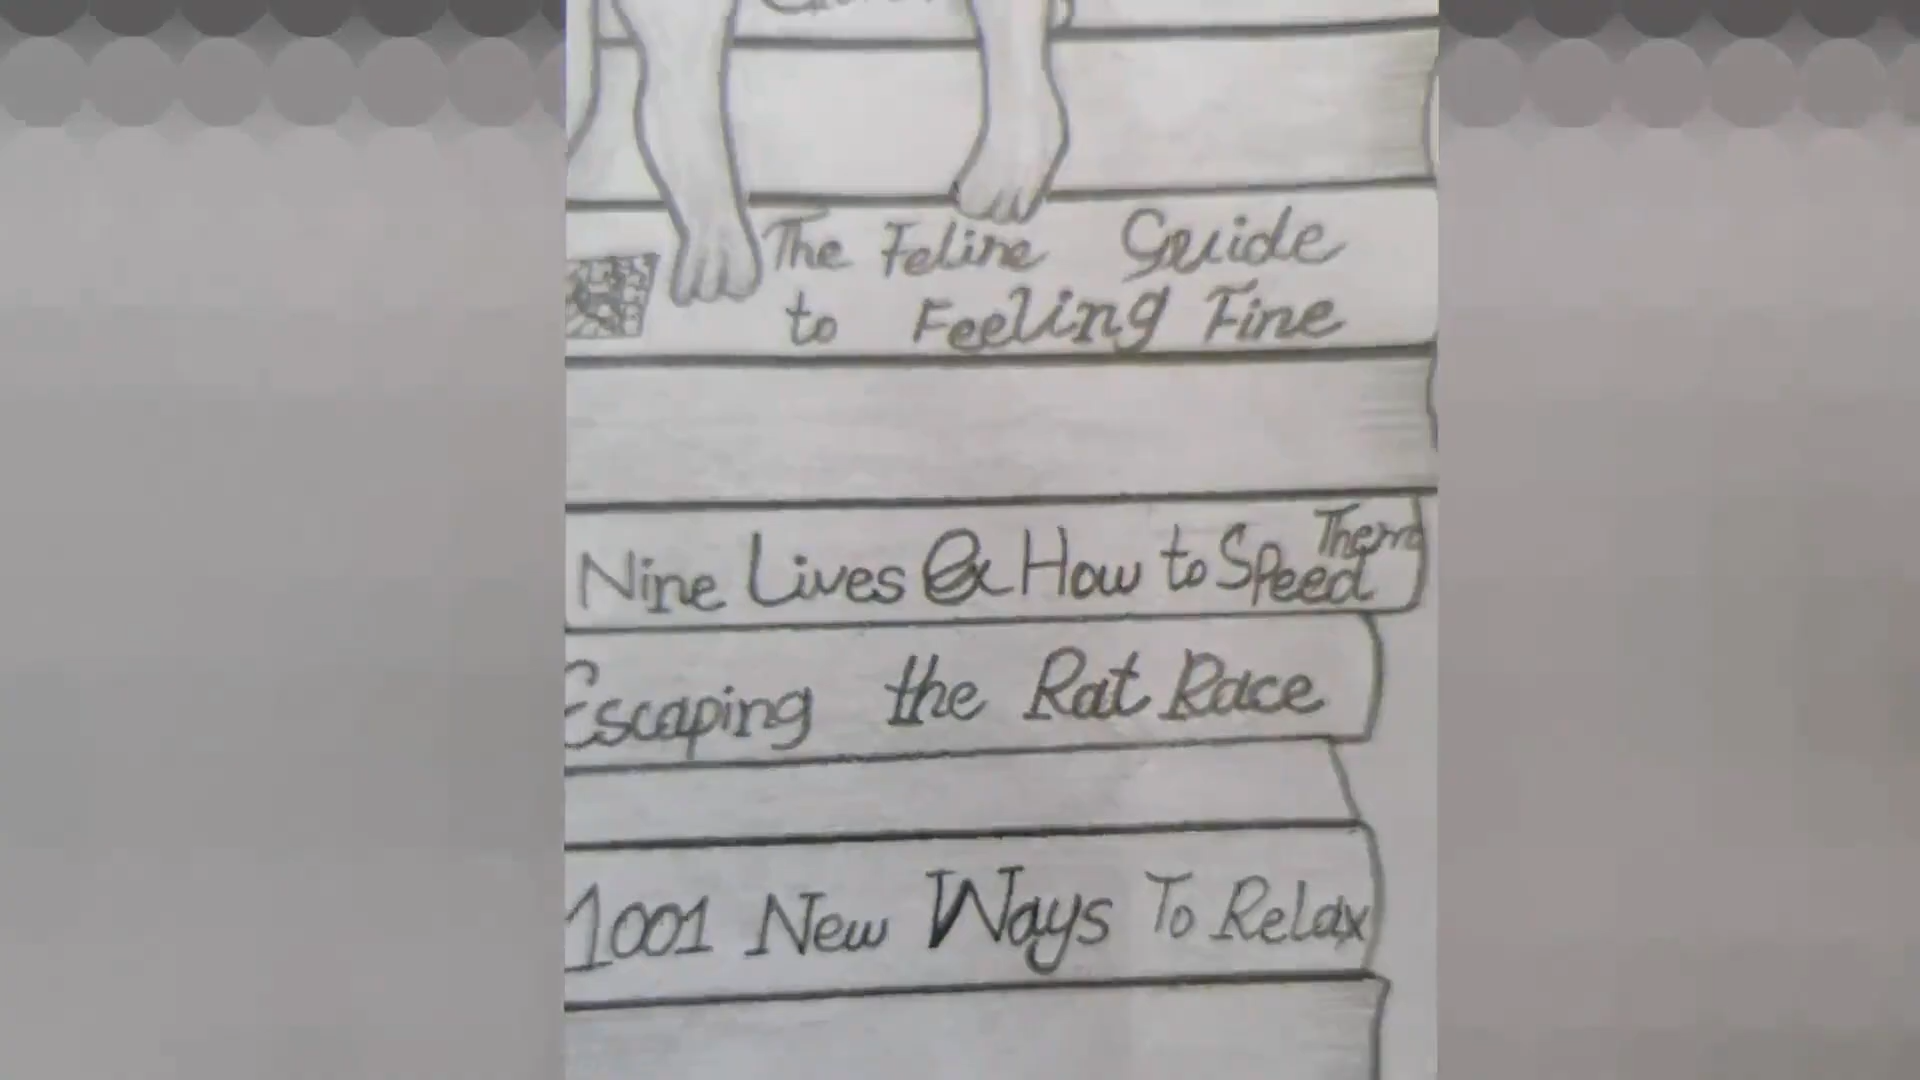 The Feline Guide
to Feeling Fine
Nine Lives & How to Speed Them
Escaping the Rat Race
1001 New Ways To Relax